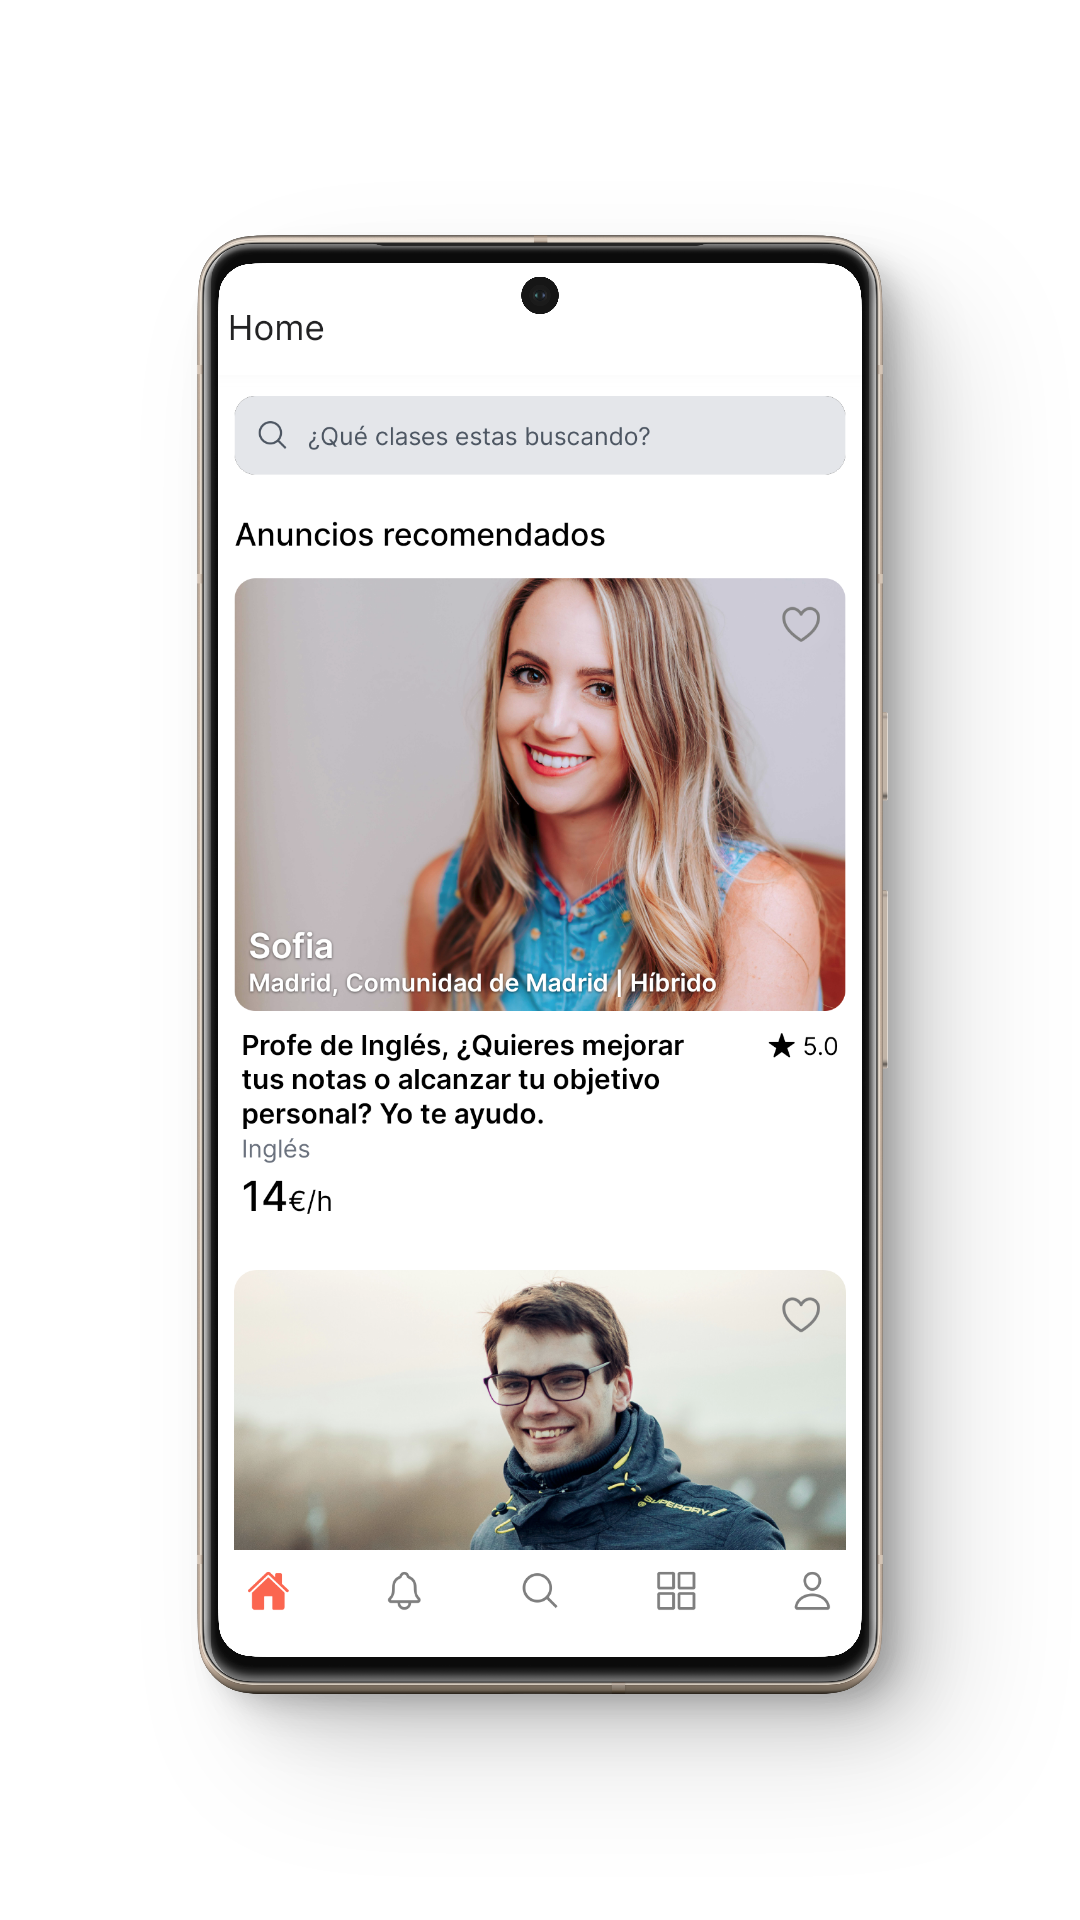 Home
¿Qué clases estas buscando?
Anuncios recomendados
Sofia
Madrid, Comunidad de Madrid | Híbrido
Profe de Inglés, ¿Quieres mejorar
★ 5.0
tus notas o alcanzar tu objetivo
personal? Yo te ayudo.
Inglés
14€/h
SUPERDRY